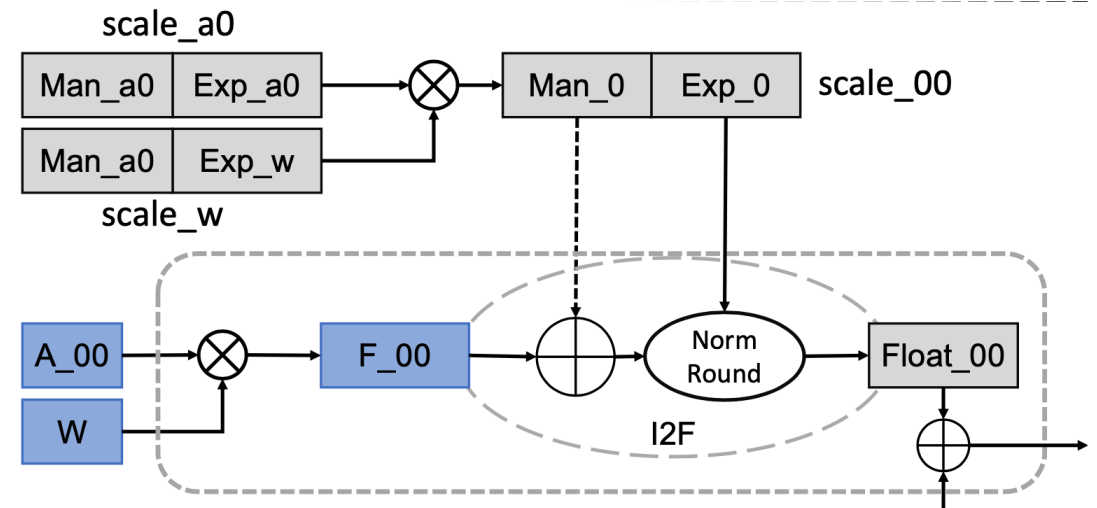 scale_a0
Man_a0 Exp_a0
Man_0 Exp_0
scale_00
Man_a0 Exp_w
scale_w
A_00
F_00
Norm
Round
Float_00
W
I2F